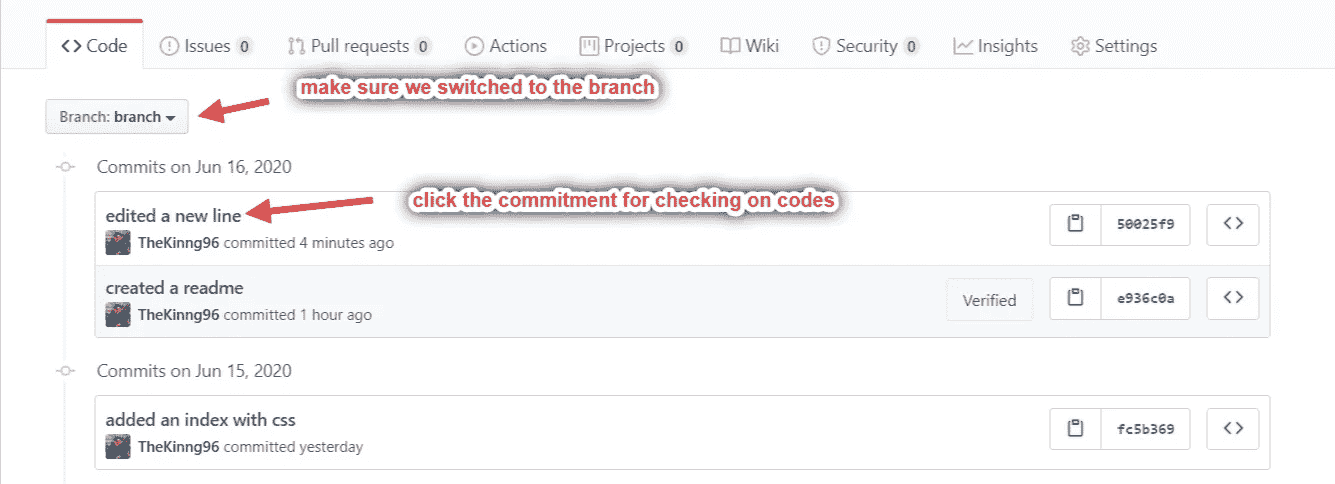 Code Issues 0 Pull requests 0 Actions Projects 0 Wiki Security 0 Insights Settings
make sure we switched to the branch
Branch: branch
Commits on Jun 16, 2020
click the commitment for checking on codes
edited a new line
50025f9
TheKinng96 committed 4 minutes ago
created a readme
Verified e936c0a
TheKinng96 committed 1 hour ago
Commits on Jun 15, 2020
added an index with css
fc5b369
TheKinng96 committed yesterday